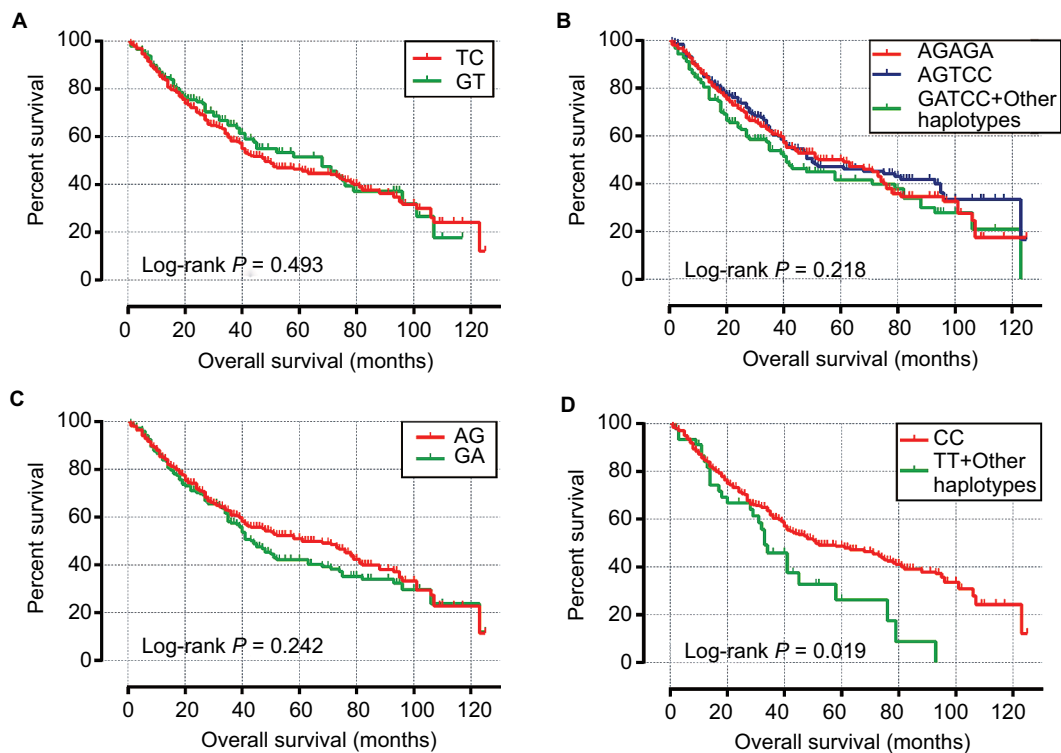 A
100
80
60
40
20
0
Percent survival
TC
GT
Log-rank P = 0.493
0 20 40 60 80 100 120
Overall survival (months)
B
100
80
60
40
20
0
Percent survival
AGAGA
AGTCC
GATCC+Other
haplotypes
Log-rank P = 0.218
0 20 40 60 80 100 120
Overall survival (months)
C
100
80
60
40
20
0
Percent survival
AG
GA
Log-rank P = 0.242
0 20 40 60 80 100 120
Overall survival (months)
D
100
80
60
40
20
0
Percent survival
CC
TT+Other
haplotypes
Log-rank P = 0.019
0 20 40 60 80 100 120
Overall survival (months)